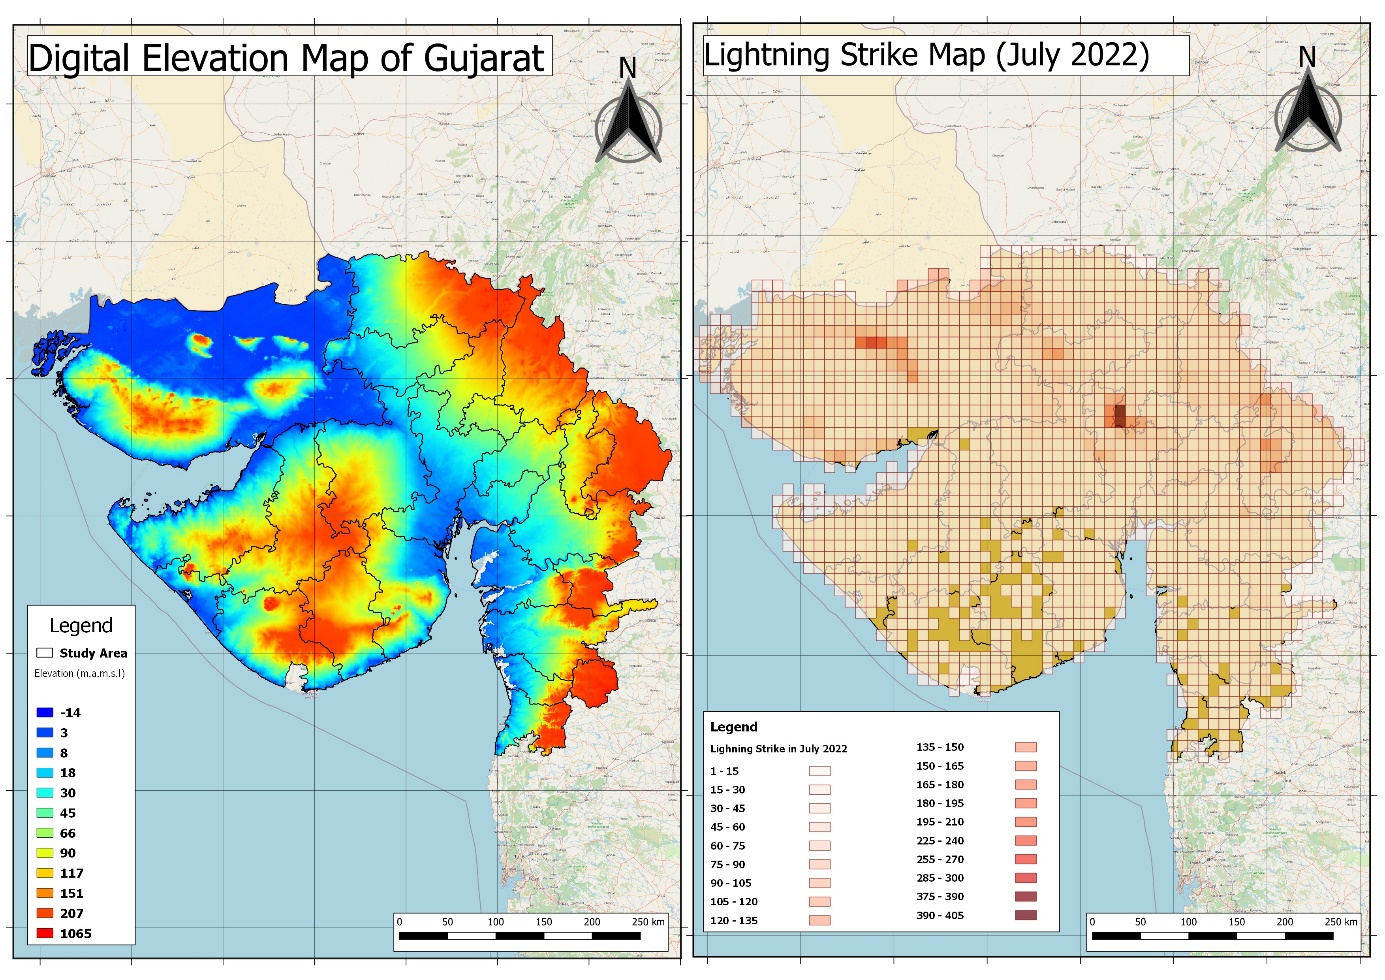 Digital Elevation Map of Gujarat
N
Legend
Study Area
Elevation (m.a.m.s.l)
-14
3
8
18
30
45
66
90
117
151
207
1065
0 50 100 150 200 250 km
Lightning Strike Map (July 2022)
N
Legend
Lighning Strike in July 2022
1 - 15
15 - 30
30 - 45
45 - 60
60 - 75
75 - 90
90 - 105
105 - 120
120 - 135
135 - 150
150 - 165
165 - 180
180 - 195
195 - 210
225 - 240
255 - 270
285 - 300
375 - 390
390 - 405
0 50 100 150 200 250 km